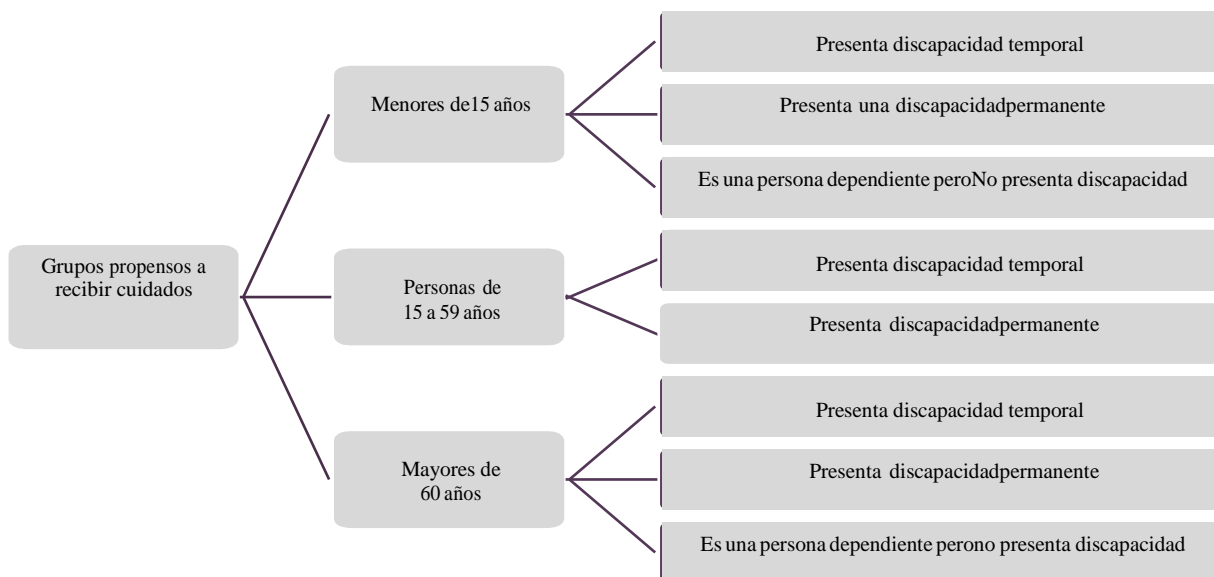 Grupos propensos a
recibir cuidados
Menores de15 años
Presenta discapacidad temporal
Presenta una discapacidadpermanente
Es una persona dependiente peroNo presenta discapacidad
Personas de
15 a 59 años
Presenta discapacidad temporal
Presenta discapacidadpermanente
Mayores de
60 años
Presenta discapacidad temporal
Presenta discapacidadpermanente
Es una persona dependiente perono presenta discapacidad